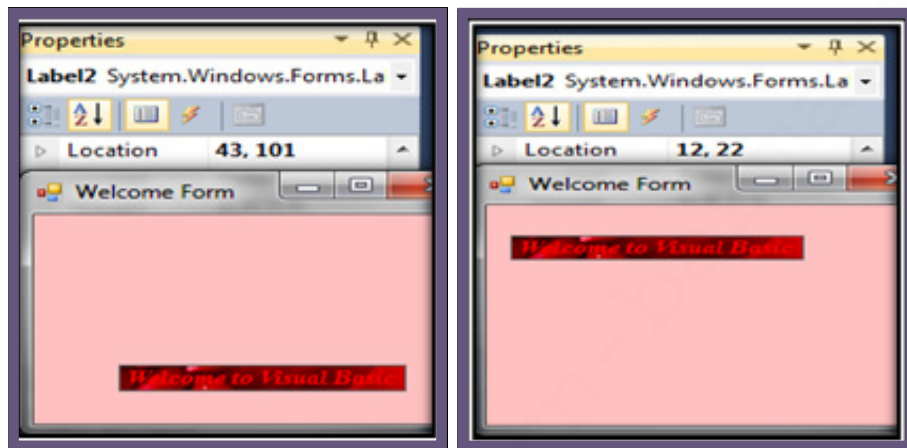 Properties
Label2 System.Windows.Forms.La
Location 43, 101
Welcome Form
Welcome to Visual Basic
Properties
Label2 System.Windows.Forms.La
Location 12, 22
Welcome Form
Welcome to Visual Basic